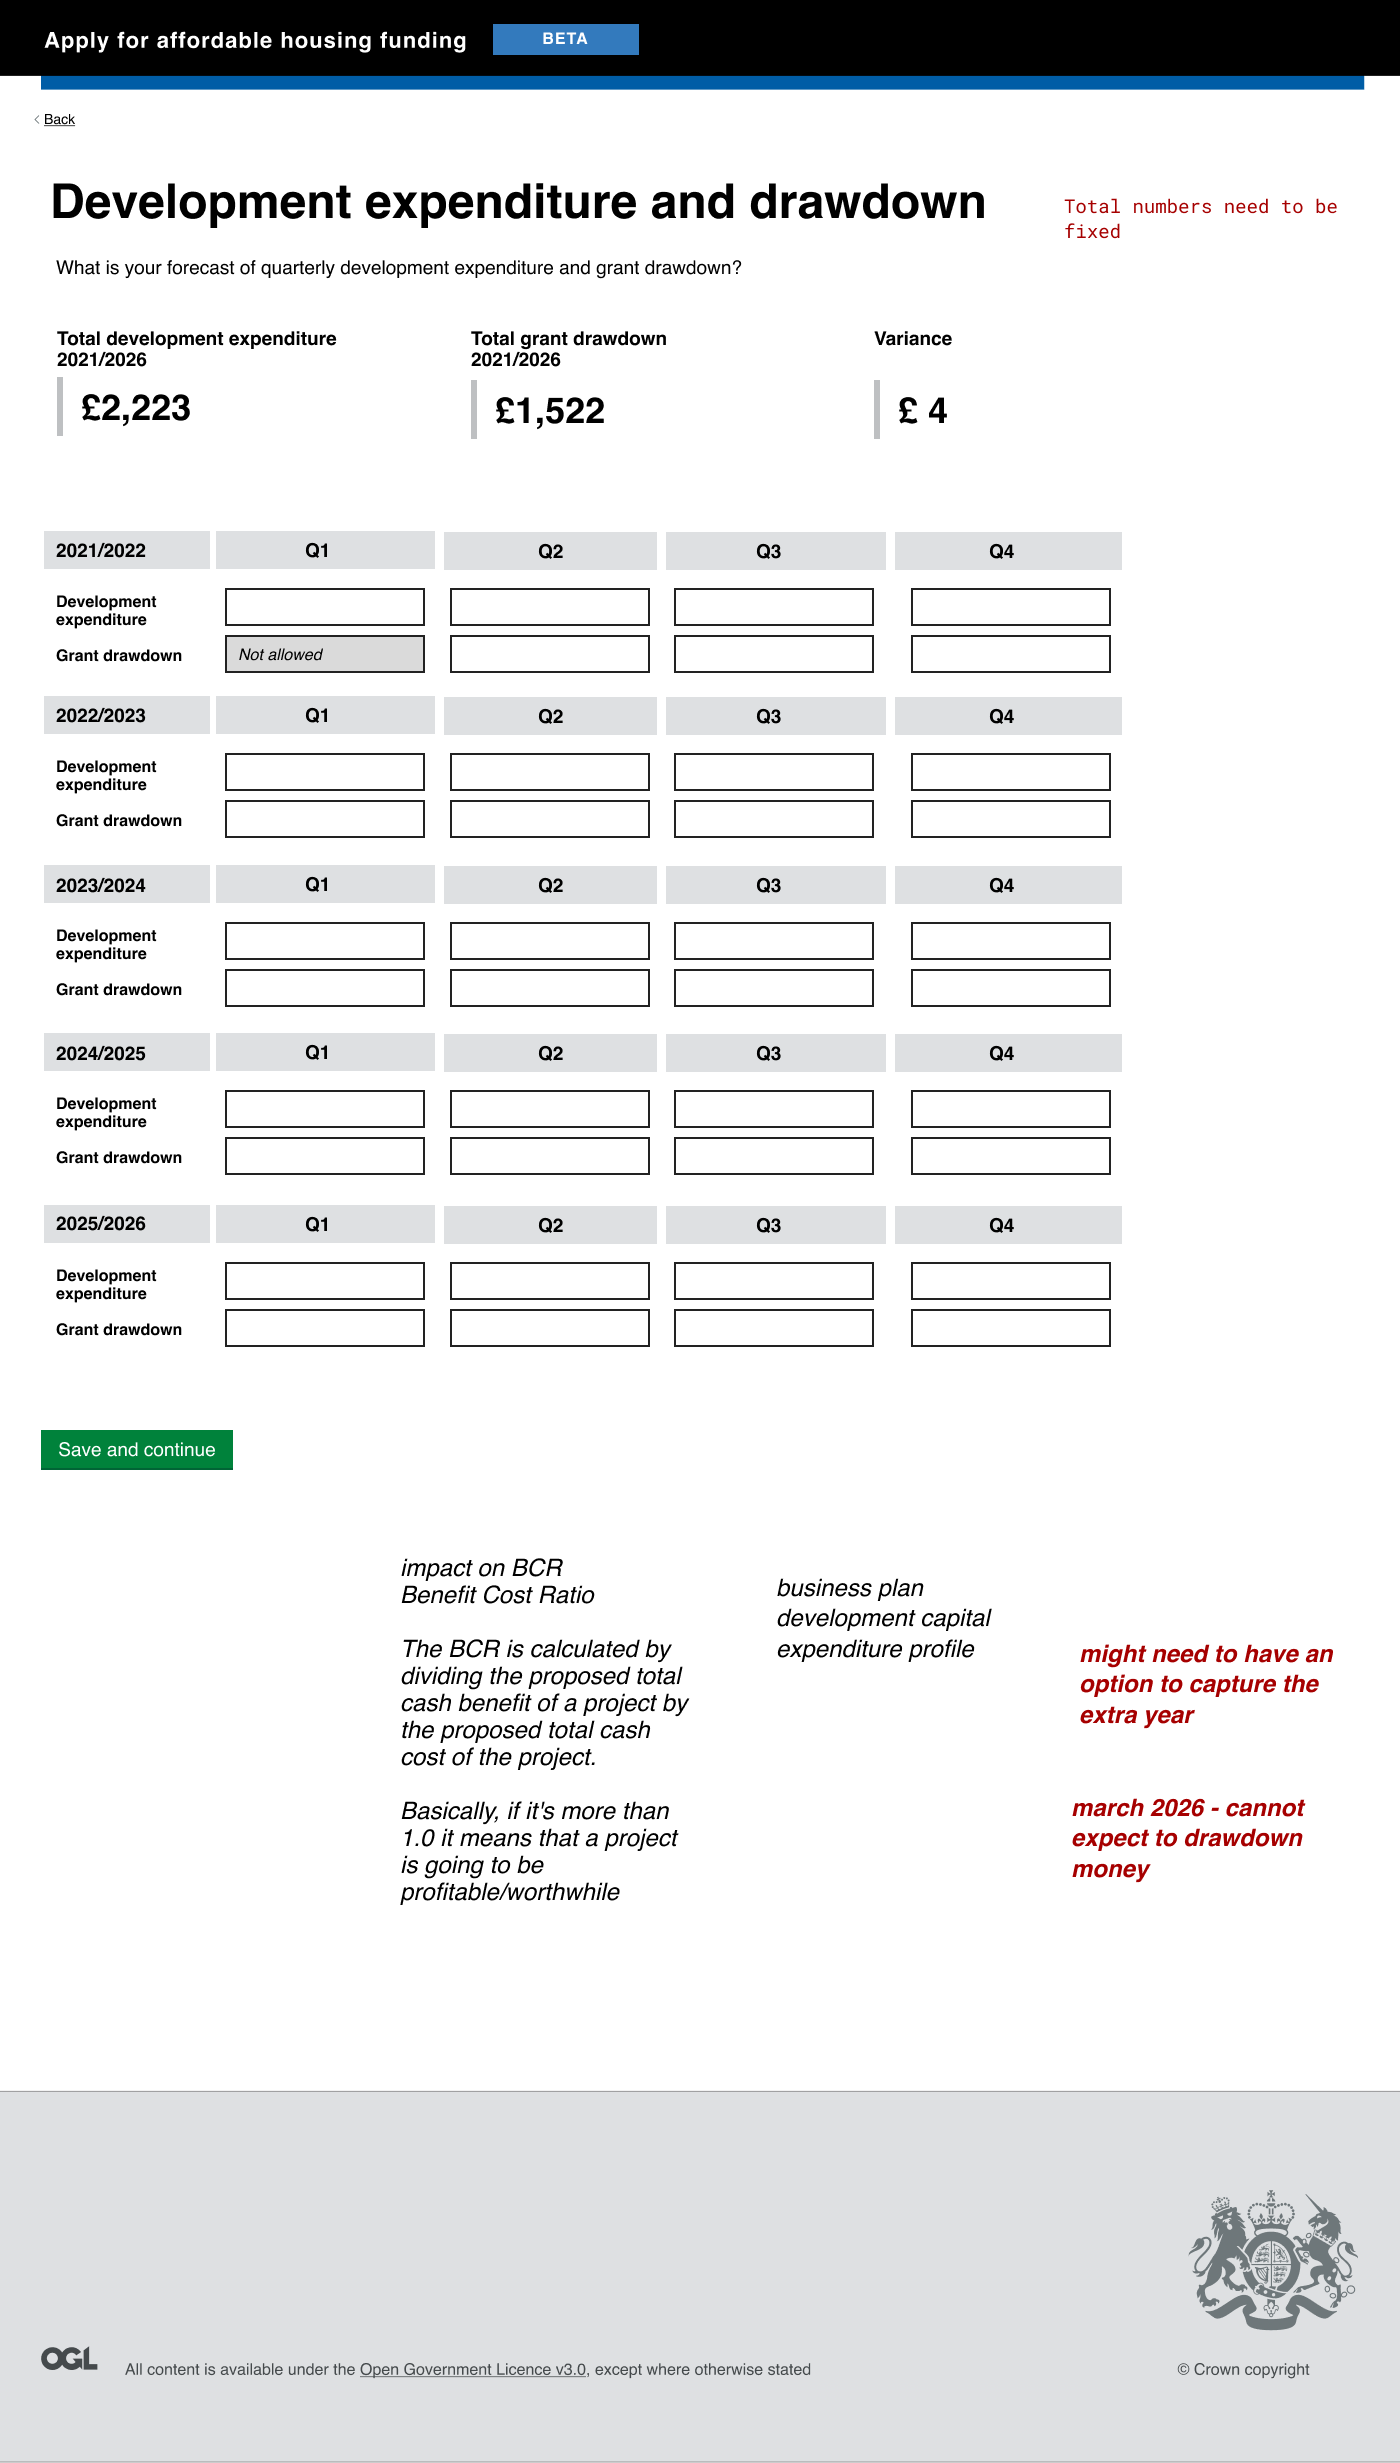 Apply for affordable housing funding
BETA
Back
Development expenditure and drawdown
Total numbers need to be
fixed
What is your forecast of quarterly development expenditure and grant drawdown?
Total development expenditure
2021/2026
£2,223
Total grant drawdown
2021/2026
£1,522
Variance
£ 4
2021/2022 Q1 Q2 Q3 Q4
Development
expenditure
Grant drawdown Not allowed
2022/2023 Q1 Q2 Q3 Q4
Development
expenditure
Grant drawdown
2023/2024 Q1 Q2 Q3 Q4
Development
expenditure
Grant drawdown
2024/2025 Q1 Q2 Q3 Q4
Development
expenditure
Grant drawdown
2025/2026 Q1 Q2 Q3 Q4
Development
expenditure
Grant drawdown
Save and continue
impact on BCR
Benefit Cost Ratio
The BCR is calculated by
dividing the proposed total
cash benefit of a project by
the proposed total cash
cost of the project.
Basically, if it's more than
1.0 it means that a project
is going to be
profitable/worthwhile
business plan
development capital
expenditure profile
might need to have an
option to capture the
extra year
march 2026 - cannot
expect to drawdown
money
OGL
All content is available under the Open Government Licence v3.0, except where otherwise stated
© Crown copyright